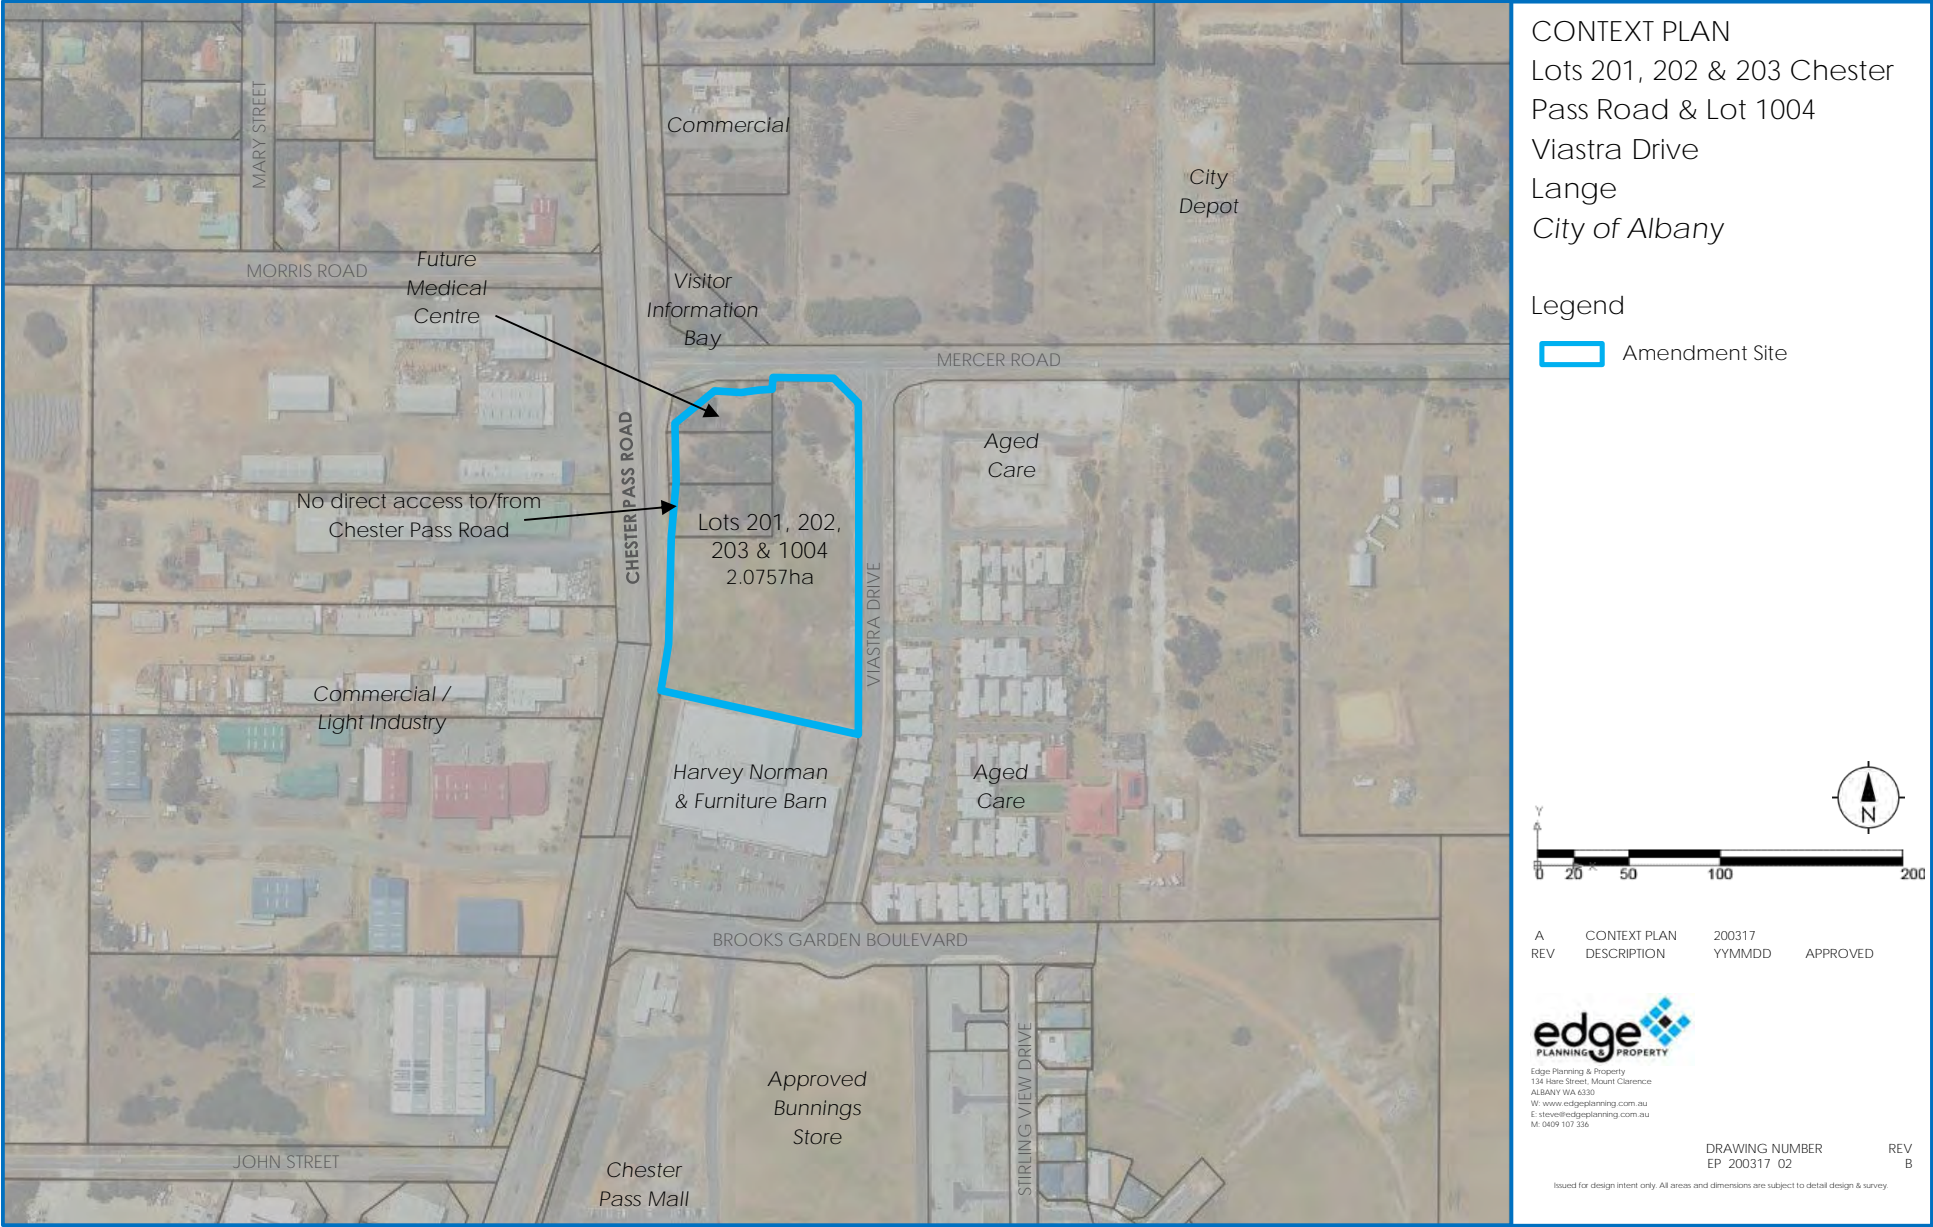 CONTEXT PLAN
Lots 201, 202 & 203 Chester
Pass Road & Lot 1004
Viastra Drive
Lange
City of Albany
Legend
Amendment Site
MARY STREET
Commercial
City
Depot
MORRIS ROAD
Future
Medical
Centre
Visitor
Information
Bay
MERCER ROAD
CHESTER PASS ROAD
Aged
Care
No direct access to/from
Chester Pass Road
Lots 201, 202,
203 & 1004
2.0757ha
VIASTRA DRIVE
Commercial /
Light Industry
Harvey Norman
& Furniture Barn
Aged
Care
BROOKS GARDEN BOULEVARD
Approved
Bunnings
Store
STIRLING VIEW DRIVE
JOHN STREET
Chester
Pass Mall
N
Y
X
0 20 50 100 200
A CONTEXT PLAN 200317
REV DESCRIPTION YYMMDD APPROVED
edge
PLANNING & PROPERTY
Edge Planning & Property
134 Hare Street, Mount Clarence
ALBANY WA 6330
W: www.edgeplanning.com.au
E: steve@edgeplanning.com.au
M: 0409 107 336
DRAWING NUMBER REV
EP 200317 02 B
Issued for design intent only. All areas and dimensions are subject to detail design & survey.